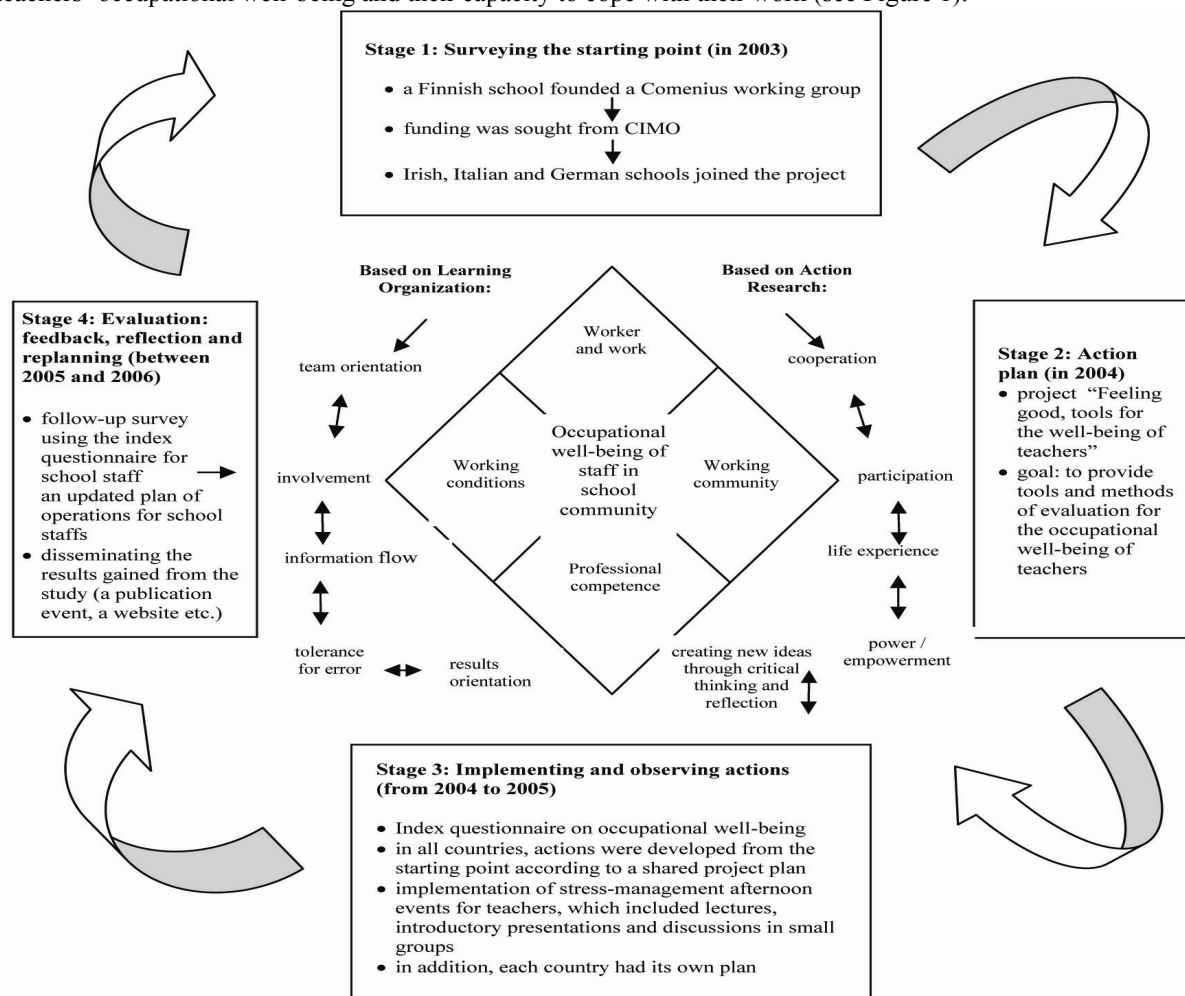 teachers' occupational well-being and their capacity to cope with their work (see Figure 1).
Stage 1: Surveying the starting point (in 2003)
• a Finnish school founded a Comenius working group
• funding was sought from CIMO
• Irish, Italian and German schools joined the project
Based on Learning
Organization:
team orientation
involvement
information flow
tolerance
for error
results
orientation
Worker
and work
Working
conditions
Occupational
well-being of
staff in
school
community
Working
community
Professional
competence
Based on Action
Research:
cooperation
participation
life experience
power /
empowerment
creating new ideas
through critical
thinking and
reflection
Stage 2: Action
plan (in 2004)
• project “Feeling
good, tools for
the well-being of
teachers”
• goal: to provide
tools and methods
of evaluation for
the occupational
well-being of
teachers
Stage 3: Implementing and observing actions
(from 2004 to 2005)
• Index questionnaire on occupational well-being
• in all countries, actions were developed from the
starting point according to a shared project plan
• implementation of stress-management afternoon
events for teachers, which included lectures,
introductory presentations and discussions in small
groups
• in addition, each country had its own plan
Stage 4: Evaluation:
feedback, reflection and
replanning (between
2005 and 2006)
• follow-up survey
using the index
questionnaire for
school staff
an updated plan of
operations for school
staffs
• disseminating the
results gained from the
study (a publication
event, a website etc.)